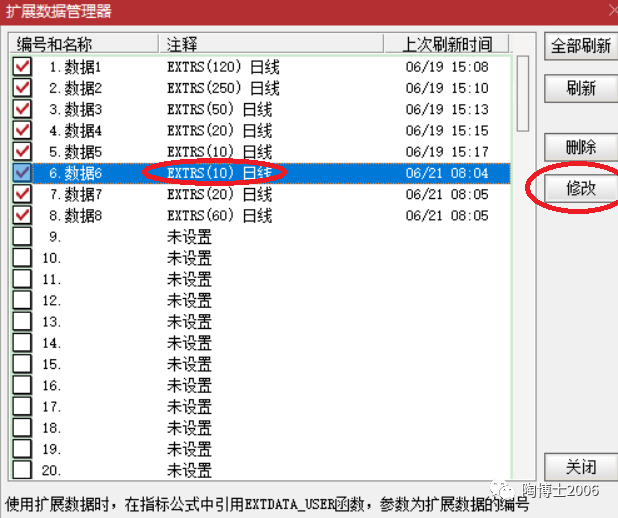 扩展数据管理器
编号和名称 注释 上次刷新时间 全部刷新
1.数据1 EXTRS(120) 日线 06/19 15:08
2.数据2 EXTRS(250) 日线 06/19 15:10 刷新
3.数据3 EXTRS(50) 日线 06/19 15:13
4.数据4 EXTRS(20) 日线 06/19 15:15
5.数据5 EXTRS(10) 日线 06/19 15:17 删除
6.数据6 EXTRS(10) 日线 06/21 08:04 修改
7.数据7 EXTRS(20) 日线 06/21 08:05
8.数据8 EXTRS(60) 日线 06/21 08:05
9. 未设置
10. 未设置
11. 未设置
12. 未设置
13. 未设置
14. 未设置
15. 未设置
16. 未设置
17. 未设置
18. 未设置
19. 未设置
20. 未设置 关闭
使用扩展数据时，在指标公式中引用EXTDATA_USER函数，参数为扩展数据的编号
陶博士2006